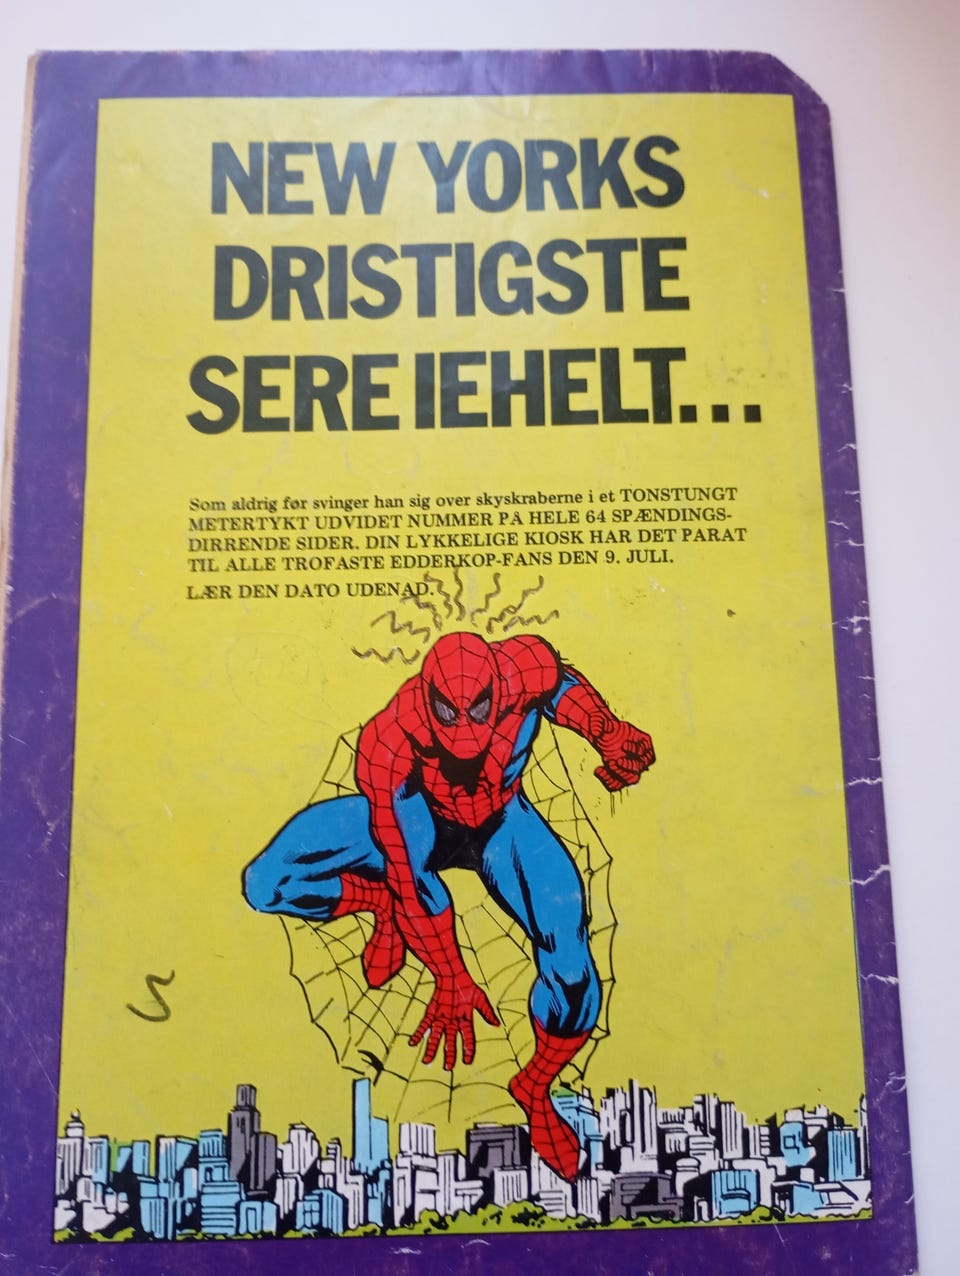 NEW YORKS
DRISTIGSTE
SERE IEHELT...
Som aldrig før svinger han sig over skyskraberne i et TONSTUNGT
METERTYKT UDVIDET NUMMER PA HELE 64 SPÆNDINGS-
DIRRENDE SIDER. DIN LYKKELIGE KIOSK HAR DET PARAT
TIL ALLE TROFASTE EDDERKOP-FANS DEN 9. JULI.
LÆR DEN DATO UDENAD.